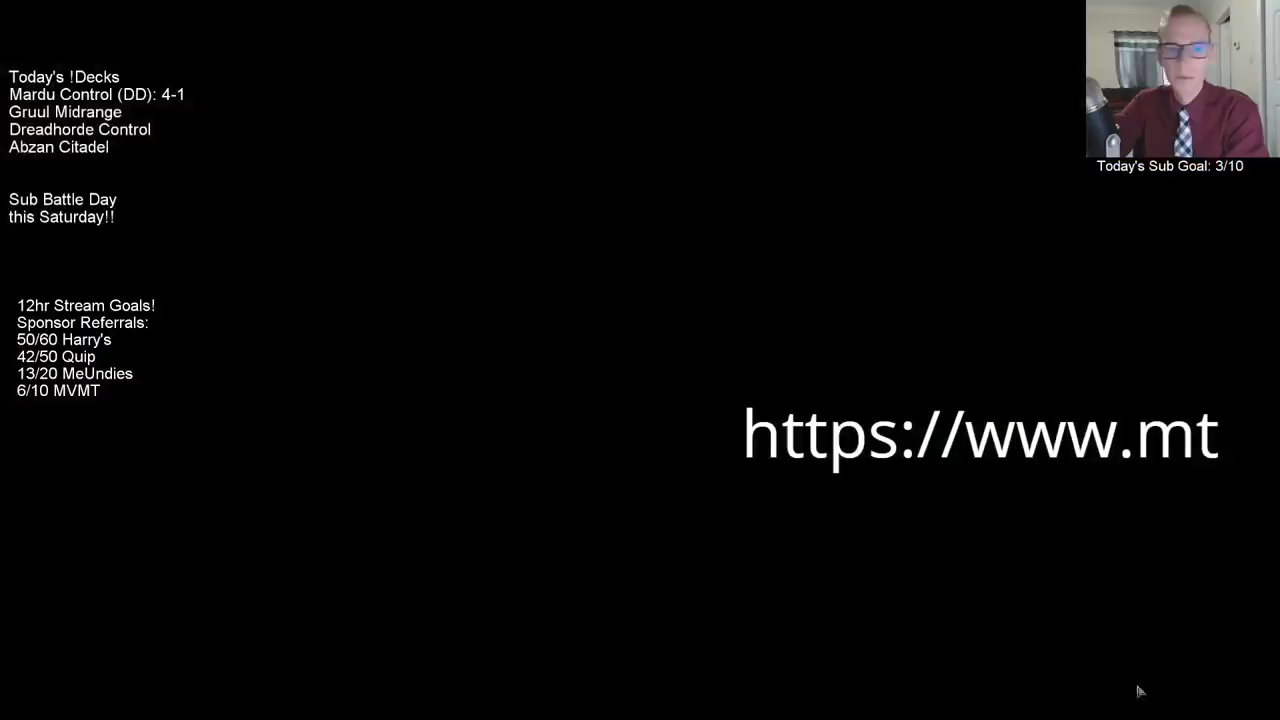 Today's !Decks
Mardu Control (DD): 4-1
Gruul Midrange
Dreadhorde Control
Abzan Citadel
Sub Battle Day
this Saturday!!
12hr Stream Goals!
Sponsor Referrals:
50/60 Harry's
42/50 Quip
13/20 MeUndies
6/10 MVMT
Today's Sub Goal: 3/10
https://www.mt